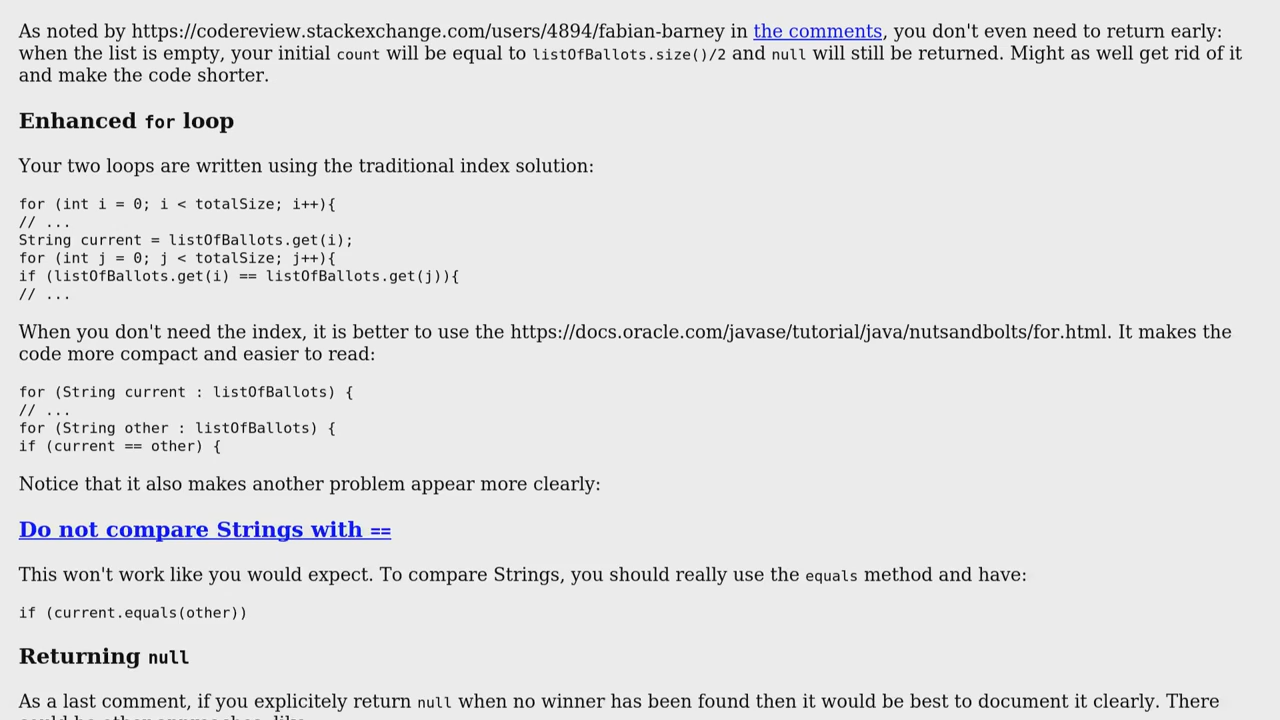 As noted by https://codereview.stackexchange.com/users/4894/fabian-barney in the comments, you don't even need to return early:
when the list is empty, your initial count will be equal to listOfBallots.size()/2 and null will still be returned. Might as well get rid of it
and make the code shorter.
Enhanced for loop
Your two loops are written using the traditional index solution:
for (int i = 0; i < totalSize; i++){
// ...
String current = listOfBallots.get(i);
for (int j = 0; j < totalSize; j++){
if (listOfBallots.get(i) == listOfBallots.get(j)){
// ...
When you don't need the index, it is better to use the https://docs.oracle.com/javase/tutorial/java/nutsandbolts/for.html. It makes the
code more compact and easier to read:
for (String current : listOfBallots) {
// ...
for (String other : listOfBallots) {
if (current == other) {
Notice that it also makes another problem appear more clearly:
Do not compare Strings with ==
This won't work like you would expect. To compare Strings, you should really use the equals method and have:
if (current.equals(other))
Returning null
As a last comment, if you explicitely return null when no winner has been found then it would be best to document it clearly. There
could be other approaches, like